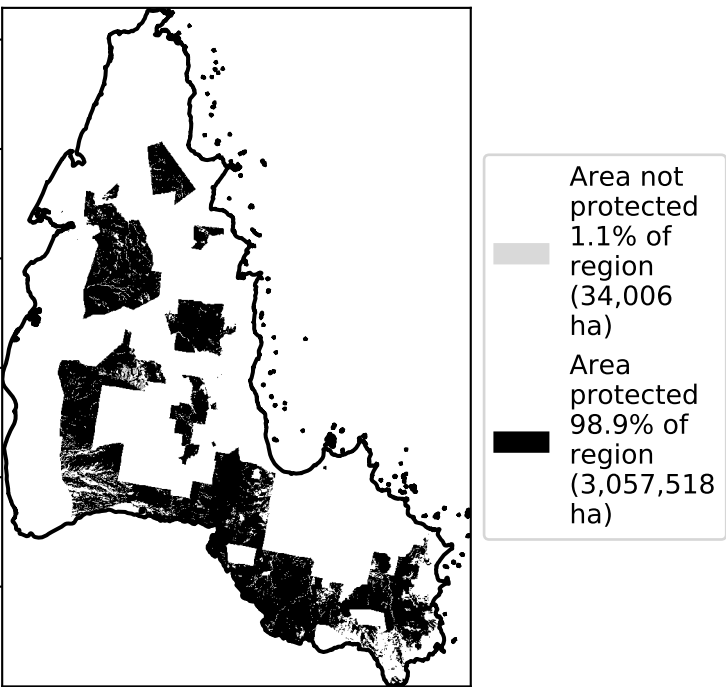 Area not
protected
1.1% of
region
(34,006
ha)
Area
protected
98.9% of
region
(3,057,518
ha)